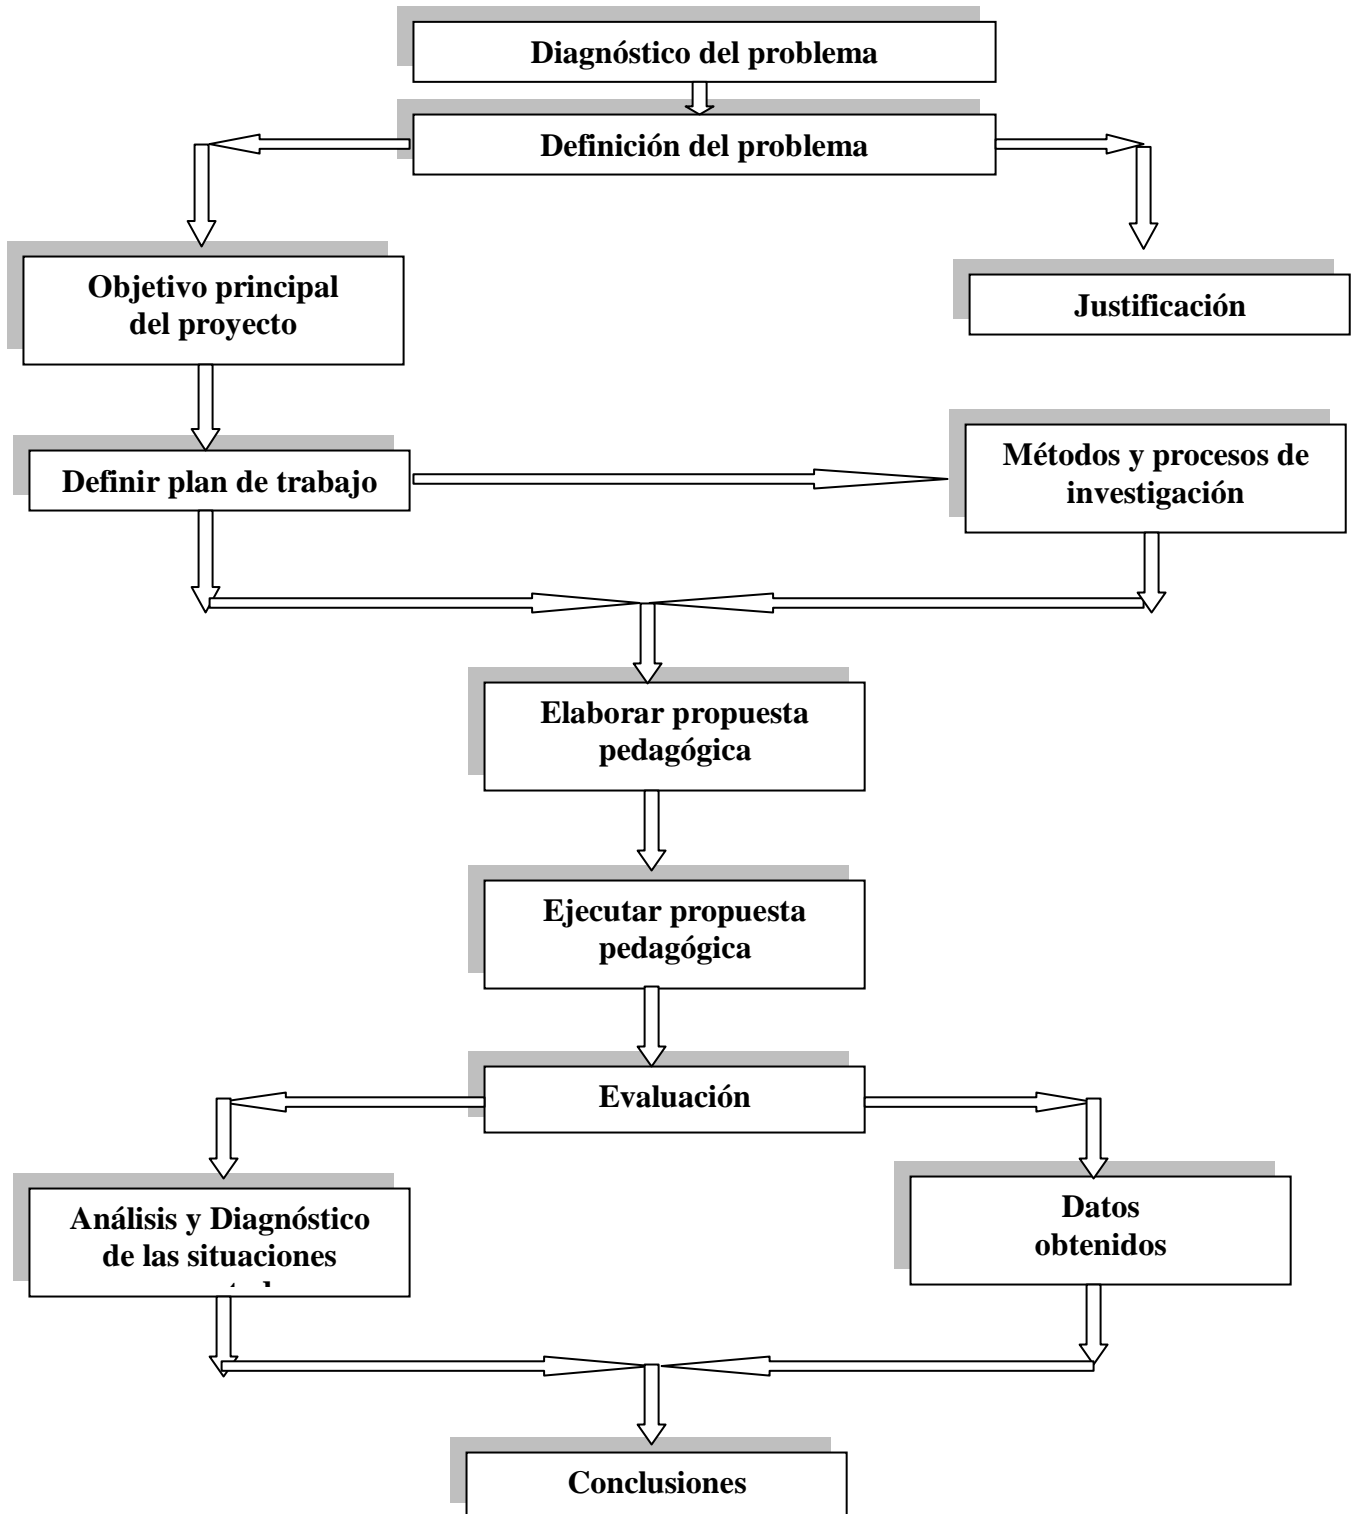 Diagnóstico del problema
Definición del problema
Objetivo principal
del proyecto
Justificación
Definir plan de trabajo
Métodos y procesos de
investigación
Elaborar propuesta
pedagógica
Ejecutar propuesta
pedagógica
Evaluación
Análisis y Diagnóstico
de las situaciones
Datos
obtenidos
Conclusiones